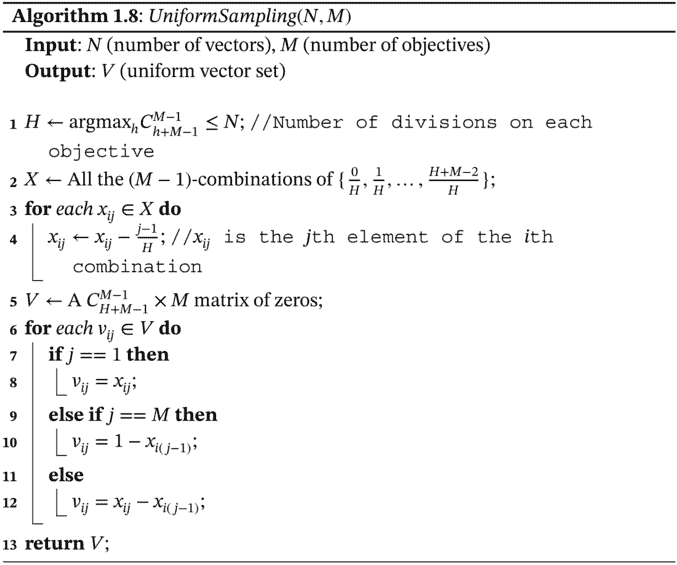 Algorithm 1.8: UniformSampling(N, M)
Input: N (number of vectors), M (number of objectives)
Output: V (uniform vector set)
1 H ← argmaxₕC_{h+M−1}^{M−1} ≤ N; //Number of divisions on each
objective
2 X ← All the (M − 1)-combinations of {0/H, 1/H, …, (H+M−2)/H};
3 for each x_{ij} ∈ X do
4 x_{ij} ← x_{ij} − (j−1)/H; //x_{ij} is the jth element of the ith
combination
5 V ← A C_{H+M−1}^{M−1} × M matrix of zeros;
6 for each v_{ij} ∈ V do
7 if j == 1 then
8 v_{ij} = x_{ij};
9 else if j == M then
10 v_{ij} = 1 − x_{i(j−1)};
11 else
12 v_{ij} = x_{ij} − x_{i(j−1)};
13 return V;